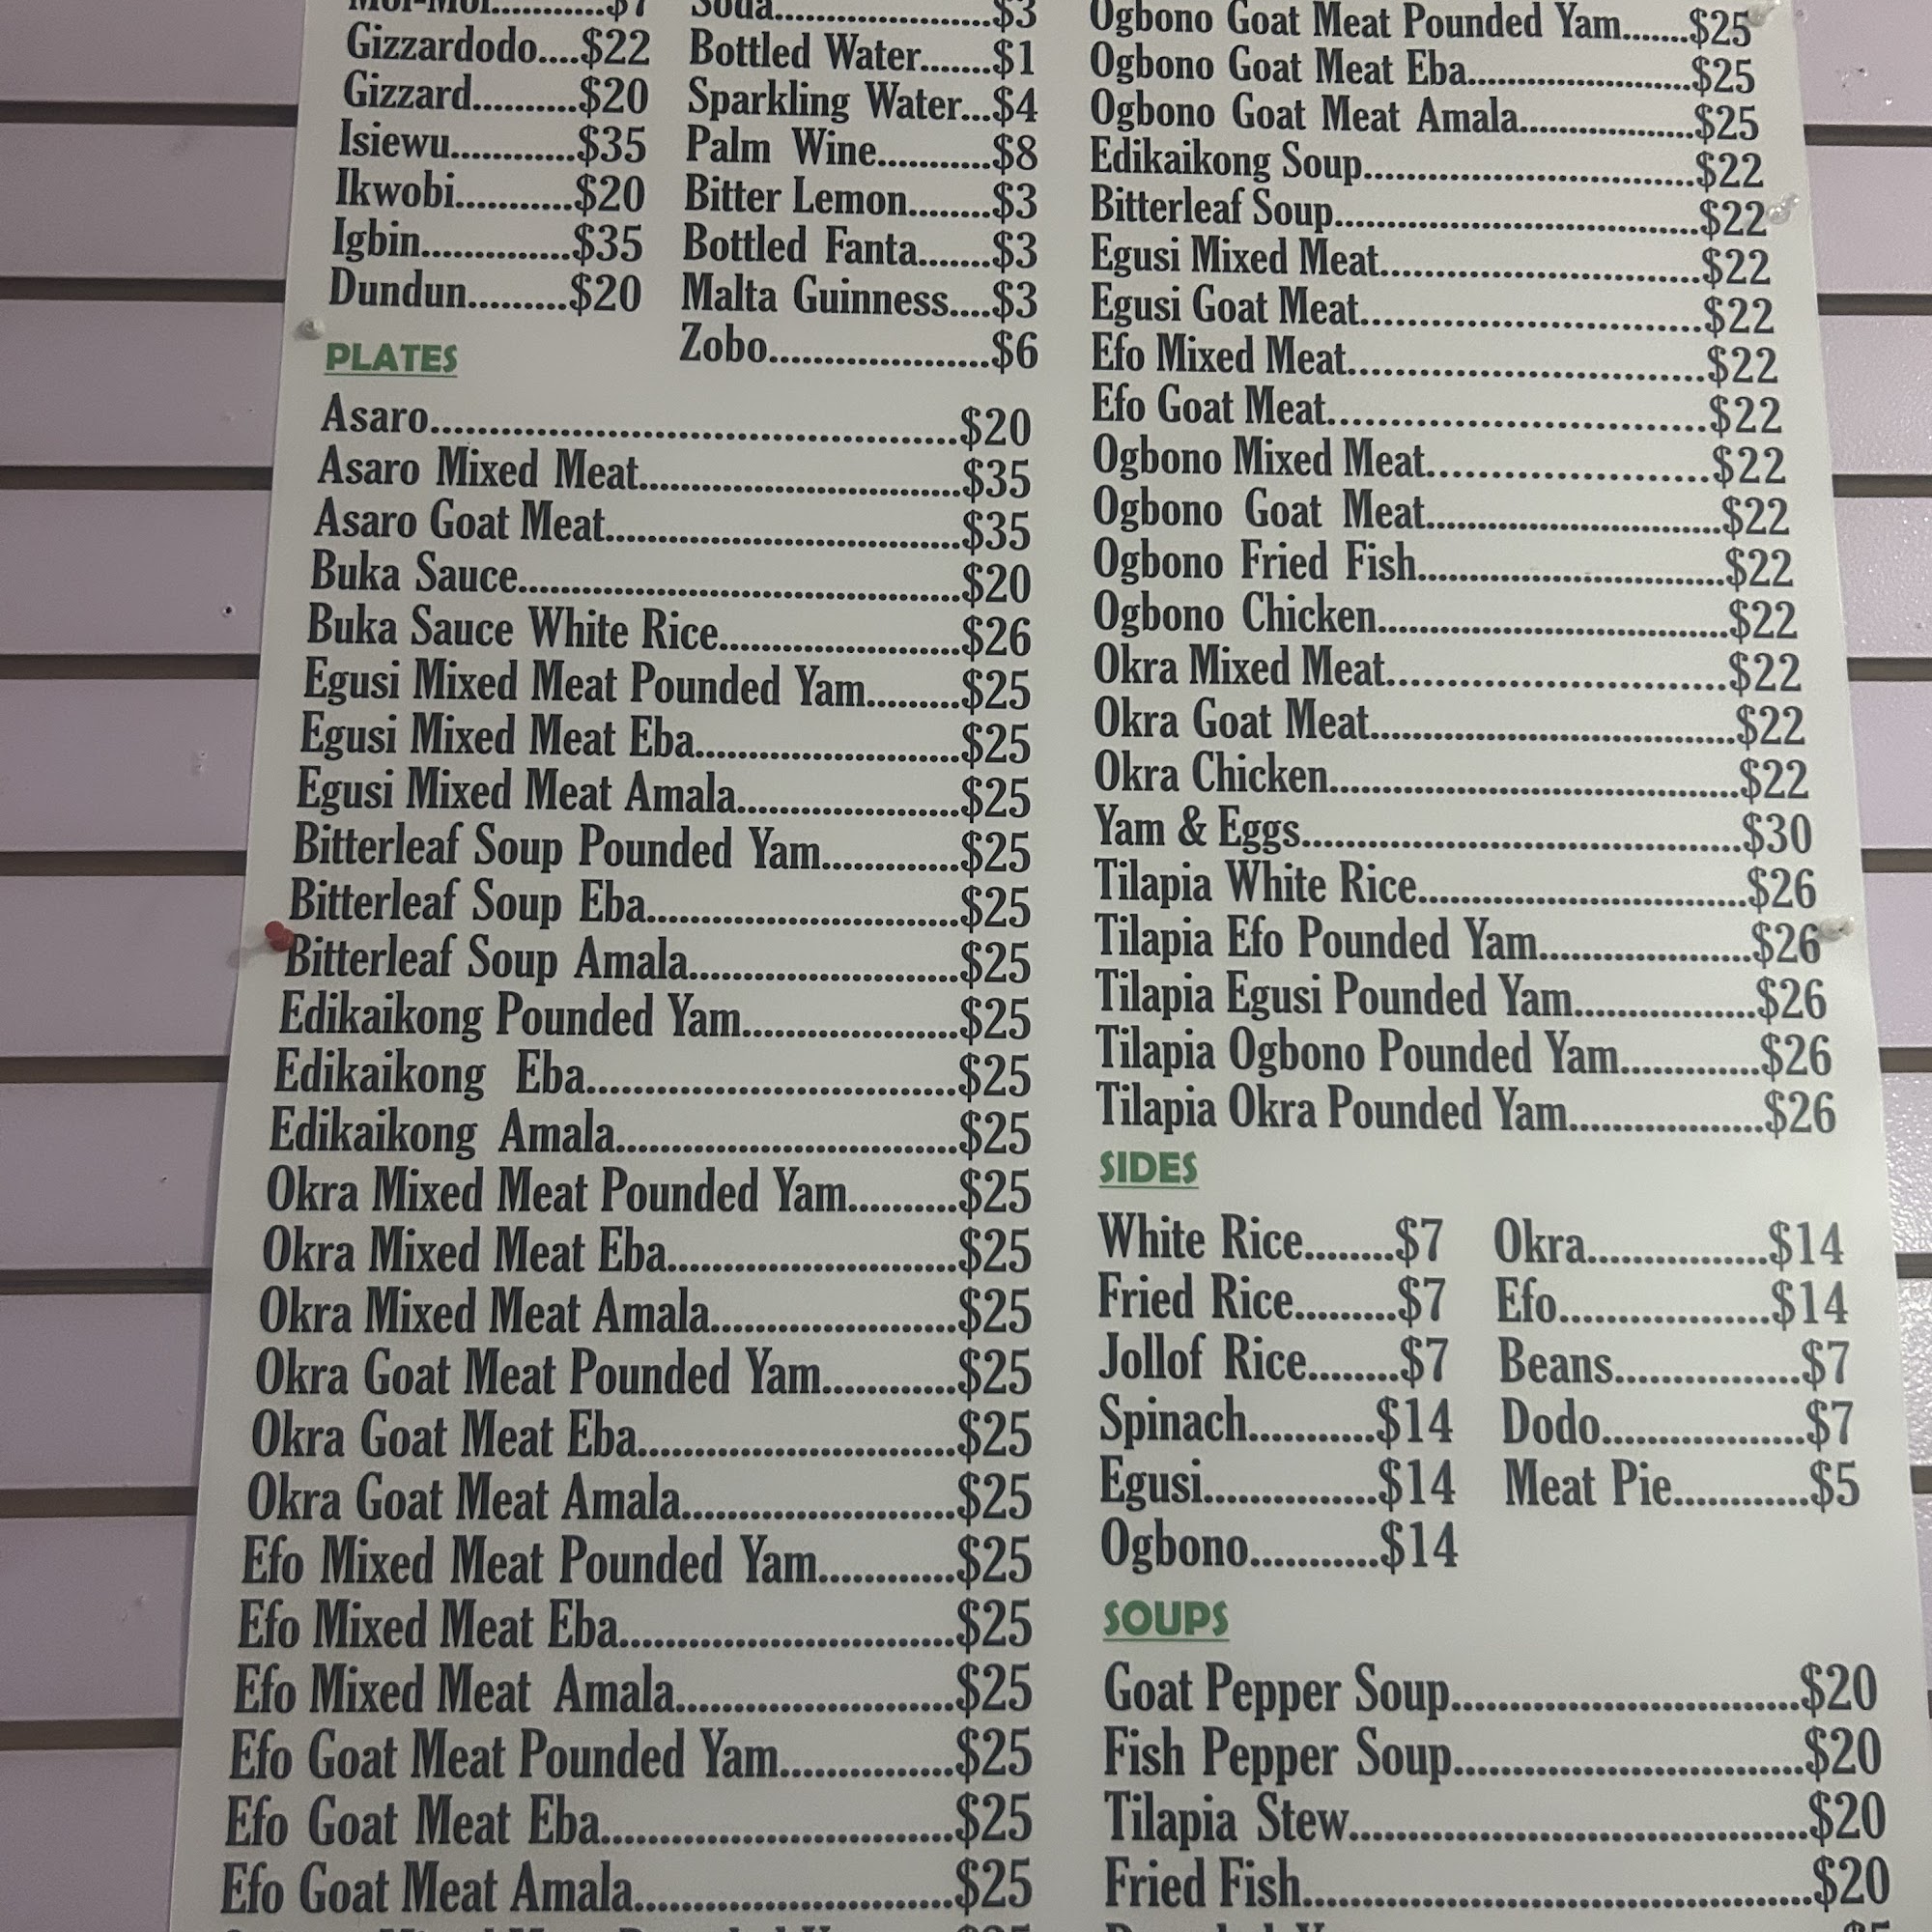 Moi-Moi............$7
Gizzardodo....$22
Gizzard..........$20
Isiewu............$35
Ikwobi...........$20
Igbin..............$35
Dundun.........$20
Soda....................$3
Bottled Water.......$1
Sparkling Water...$4
Palm Wine...........$8
Bitter Lemon........$3
Bottled Fanta.......$3
Malta Guinness....$3
Zobo....................$6
PLATES
Asaro..............................................$20
Asaro Mixed Meat............................$35
Asaro Goat Meat...............................$35
Buka Sauce.......................................$20
Buka Sauce White Rice.....................$26
Egusi Mixed Meat Pounded Yam.........$25
Egusi Mixed Meat Eba.......................$25
Egusi Mixed Meat Amala....................$25
Bitterleaf Soup Pounded Yam............$25
Bitterleaf Soup Eba...........................$25
Bitterleaf Soup Amala.......................$25
Edikaikong Pounded Yam...................$25
Edikaikong Eba................................$25
Edikaikong Amala.............................$25
Okra Mixed Meat Pounded Yam..........$25
Okra Mixed Meat Eba.........................$25
Okra Mixed Meat Amala.....................$25
Okra Goat Meat Pounded Yam............$25
Okra Goat Meat Eba...........................$25
Okra Goat Meat Amala.......................$25
Efo Mixed Meat Pounded Yam............$25
Efo Mixed Meat Eba............................$25
Efo Mixed Meat Amala.......................$25
Efo Goat Meat Pounded Yam...............$25
Efo Goat Meat Eba..............................$25
Efo Goat Meat Amala..........................$25
Ogbono Goat Meat Pounded Yam.......$25
Ogbono Goat Meat Eba.......................$25
Ogbono Goat Meat Amala..................$25
Edikaikong Soup.................................$22
Bitterleaf Soup...................................$22
Egusi Mixed Meat...............................$22
Egusi Goat Meat.................................$22
Efo Mixed Meat..................................$22
Efo Goat Meat....................................$22
Ogbono Mixed Meat...........................$22
Ogbono Goat Meat.............................$22
Ogbono Fried Fish..............................$22
Ogbono Chicken.................................$22
Okra Mixed Meat................................$22
Okra Goat Meat..................................$22
Okra Chicken.....................................$22
Yam & Eggs.......................................$30
Tilapia White Rice..............................$26
Tilapia Efo Pounded Yam....................$26
Tilapia Egusi Pounded Yam.................$26
Tilapia Ogbono Pounded Yam.............$26
Tilapia Okra Pounded Yam..................$26
SIDES
White Rice........$7
Fried Rice.........$7
Jollof Rice........$7
Spinach...........$14
Egusi...............$14
Ogbono...........$14
Okra................$14
Efo...................$14
Beans.................$7
Dodo...................$7
Meat Pie............$5
SOUPS
Goat Pepper Soup..............................$20
Fish Pepper Soup...............................$20
Tilapia Stew.......................................$20
Fried Fish...........................................$20